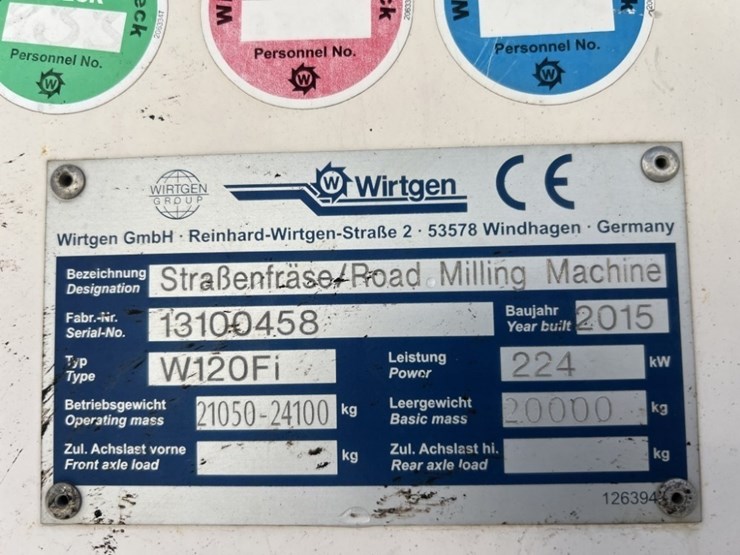 Personnel No.
Personnel No.
Personnel No.
WIRTGEN
GROUP
Wirtgen
CE
Wirtgen GmbH · Reinhard-Wirtgen-Straße 2 · 53578 Windhagen · Germany
Bezeichnung Straßenfräse/Road Milling Machine
Designation
Fabr.-Nr. 13100458 Baujahr 2015
Serial-No. Year built
Typ W120Fi Leistung 224 kW
Type Power
Betriebsgewicht 21050-24100 kg Leergewicht 20000 kg
Operating mass Basic mass
Zul. Achslast vorne kg Zul. Achslast hi. kg
Front axle load Rear axle load